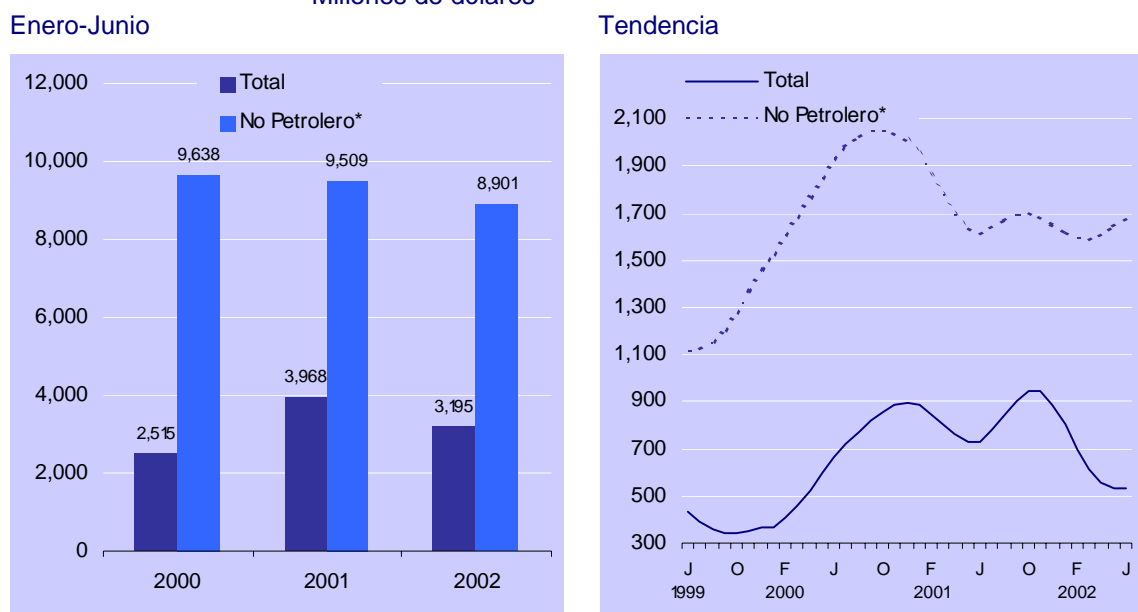 Millones de dólares
Enero-Junio
Tendencia
12,000
10,000
8,000
6,000
4,000
2,000
0
Total
No Petrolero*
9,638
9,509
8,901
2,515
3,968
3,195
2000 2001 2002
Total
No Petrolero*
2,100
1,900
1,700
1,500
1,300
1,100
900
700
500
300
J O F J O F J O F J
1999 2000 2001 2002